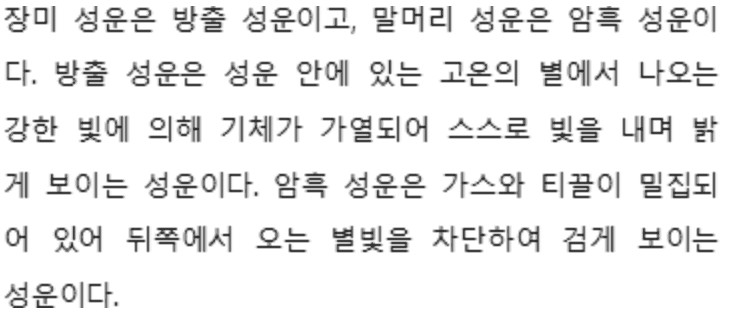 장미 성운은 방출 성운이고, 말머리 성운은 암흑 성운이
다. 방출 성운은 성운 안에 있는 고온의 별에서 나오는
강한 빛에 의해 기체가 가열되어 스스로 빛을 내며 밝
게 보이는 성운이다. 암흑 성운은 가스와 티끌이 밀집되
어 있어 뒤쪽에서 오는 별빛을 차단하여 검게 보이는
성운이다.